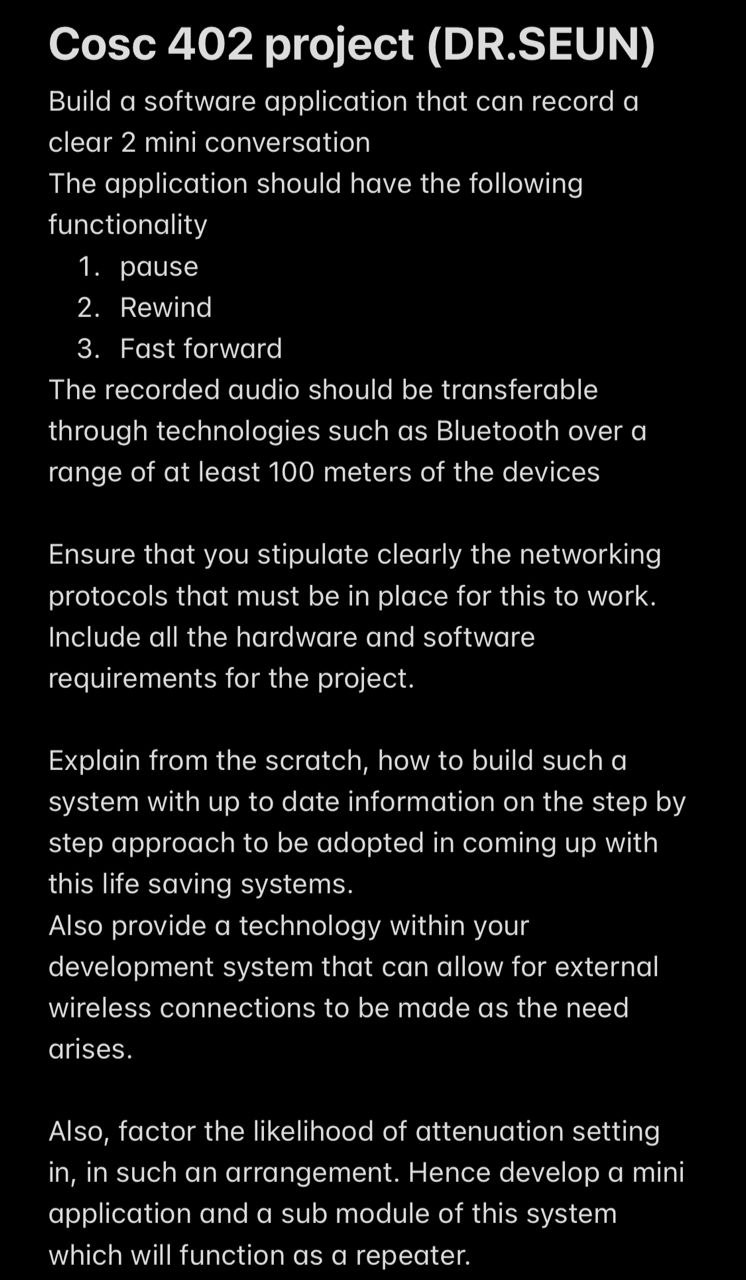 Cosc 402 project (DR.SEUN)
Build a software application that can record a
clear 2 mini conversation
The application should have the following
functionality
1. pause
2. Rewind
3. Fast forward
The recorded audio should be transferable
through technologies such as Bluetooth over a
range of at least 100 meters of the devices
Ensure that you stipulate clearly the networking
protocols that must be in place for this to work.
Include all the hardware and software
requirements for the project.
Explain from the scratch, how to build such a
system with up to date information on the step by
step approach to be adopted in coming up with
this life saving systems.
Also provide a technology within your
development system that can allow for external
wireless connections to be made as the need
arises.
Also, factor the likelihood of attenuation setting
in, in such an arrangement. Hence develop a mini
application and a sub module of this system
which will function as a repeater.